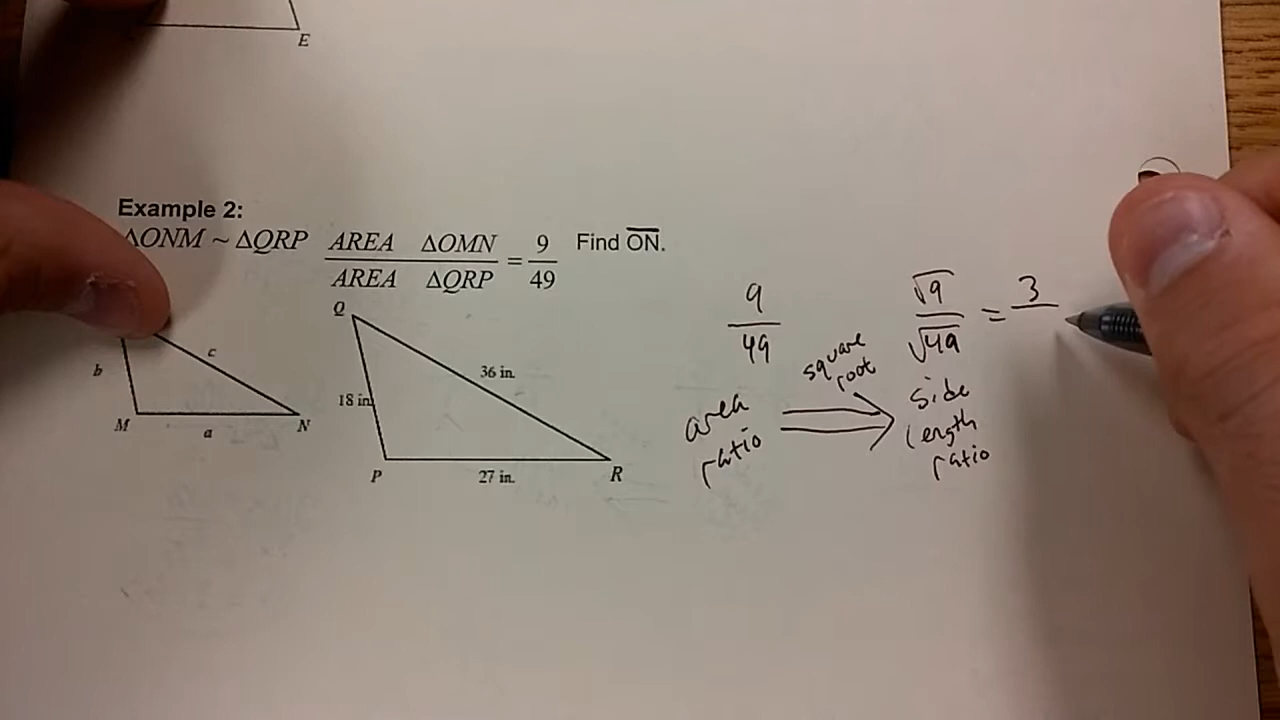 E
Example 2:
ΔONM ~ ΔQRP AREA ΔOMN / AREA ΔQRP = 9 / 49 Find ON.
Q
c
b
36 in.
18 in.
M
a
N
P
27 in.
R
9 / 49
area
ratio
square
root
√9 / √49 = 3
side
length
ratio